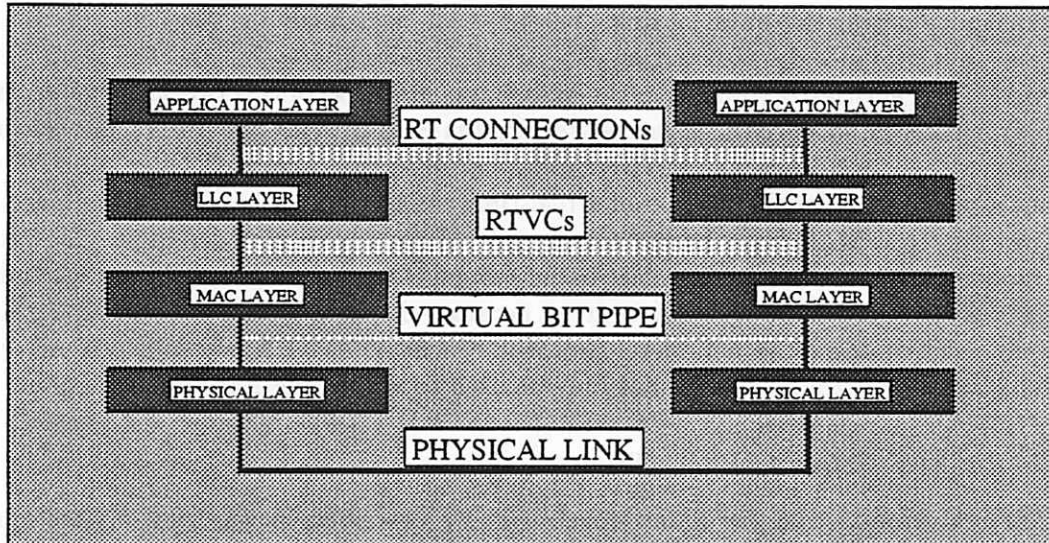 APPLICATION LAYER
APPLICATION LAYER
RT CONNECTIONs
LLC LAYER
LLC LAYER
RTVCs
MAC LAYER
MAC LAYER
VIRTUAL BIT PIPE
PHYSICAL LAYER
PHYSICAL LAYER
PHYSICAL LINK